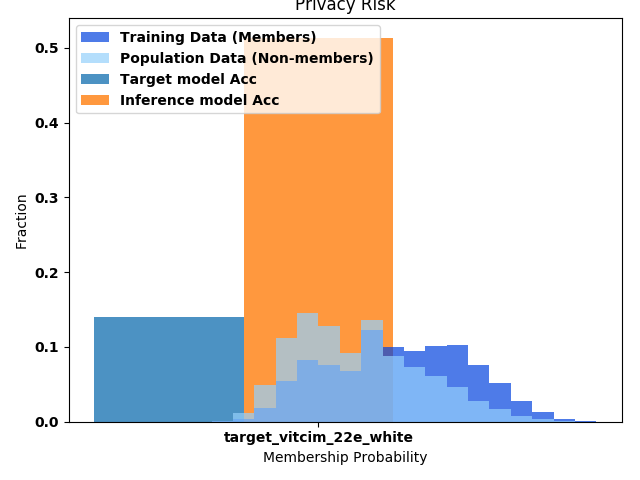 Privacy Risk
Training Data (Members)
Population Data (Non-members)
Target model Acc
Inference model Acc
0.5
0.4
0.3
0.2
0.1
0.0
Fraction
target_vitcim_22e_white
Membership Probability